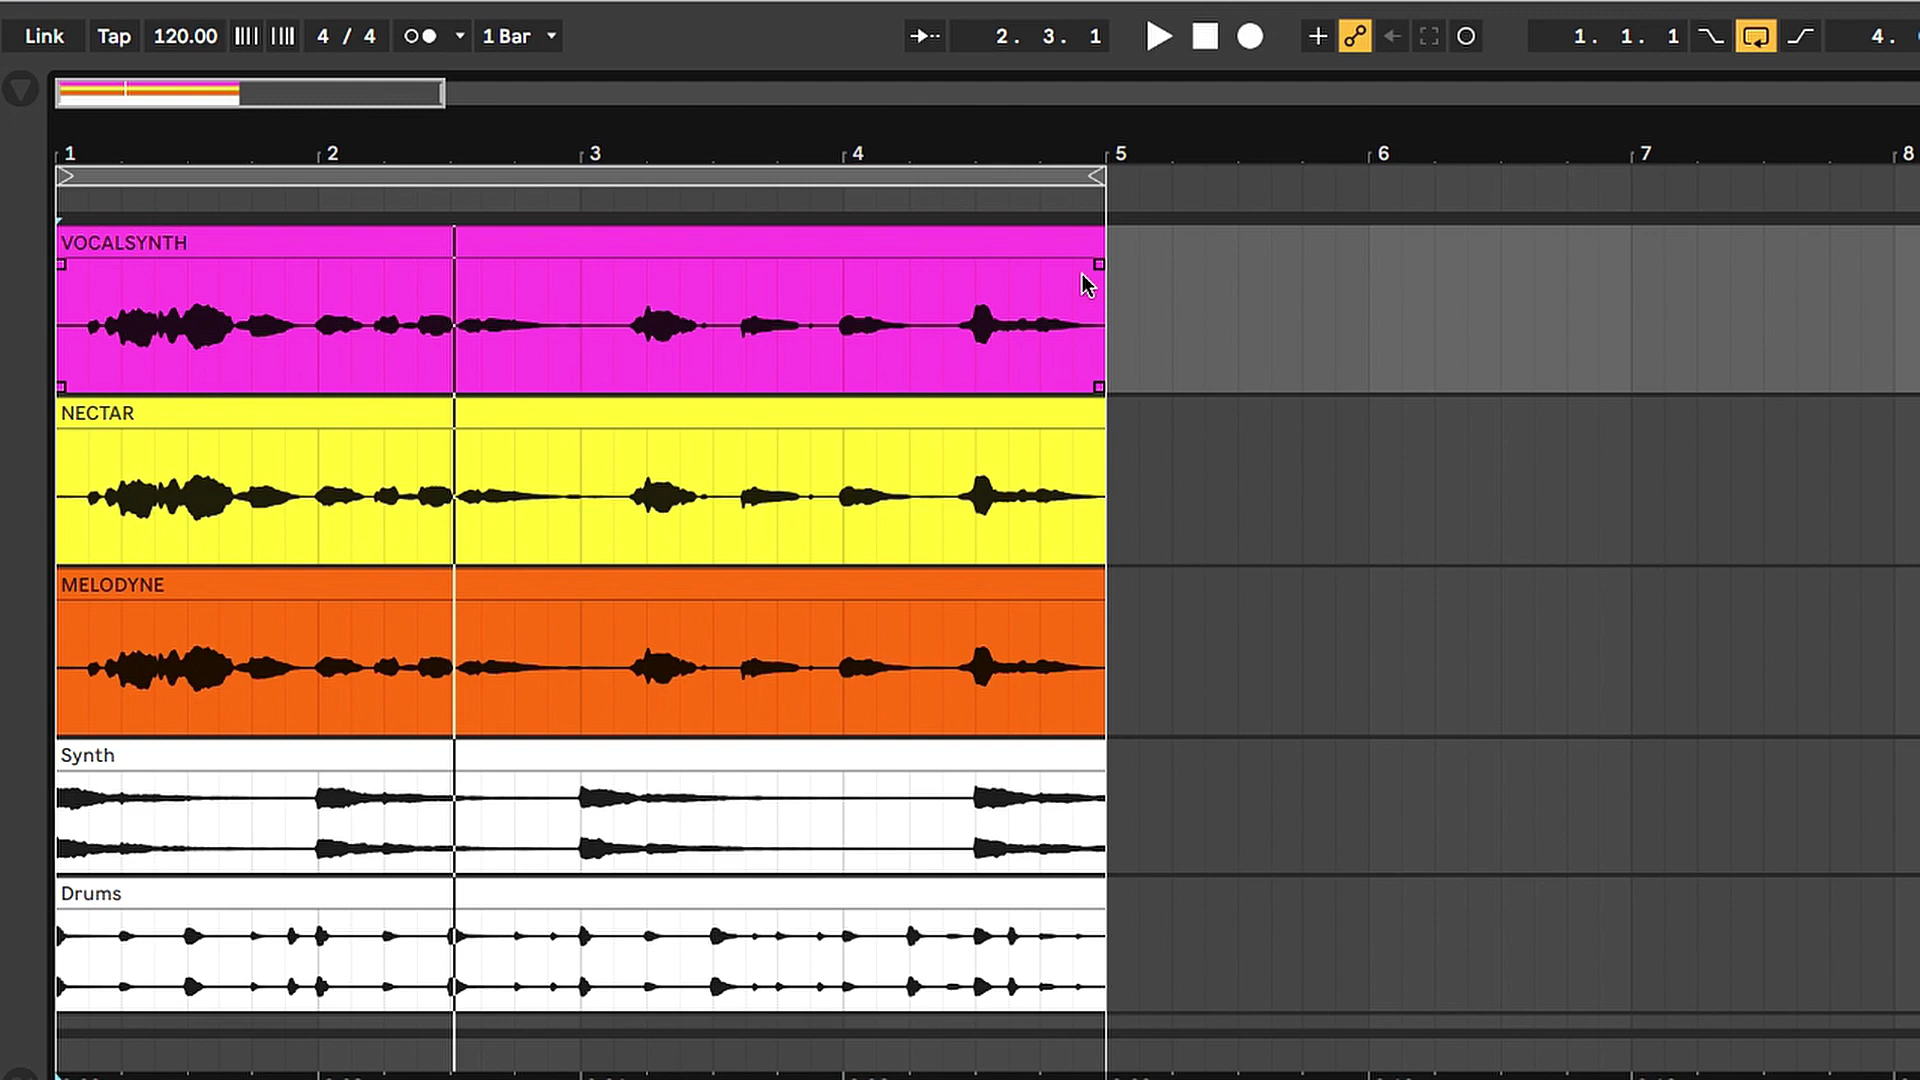 Link Tap 120.00 4 / 4 1 Bar 2. 3. 1 1. 1. 1 4.
1 2 3 4 5 6 7 8
VOCALSYNTH
NECTAR
MELODYNE
Synth
Drums